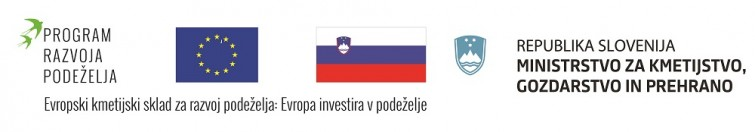 PROGRAM
RAZVOJA
PODEŽELJA
Evropski kmetijski sklad za razvoj podeželja: Evropa investira v podeželje
REPUBLIKA SLOVENIJA
MINISTRSTVO ZA KMETIJSTVO,
GOZDARSTVO IN PREHRANO